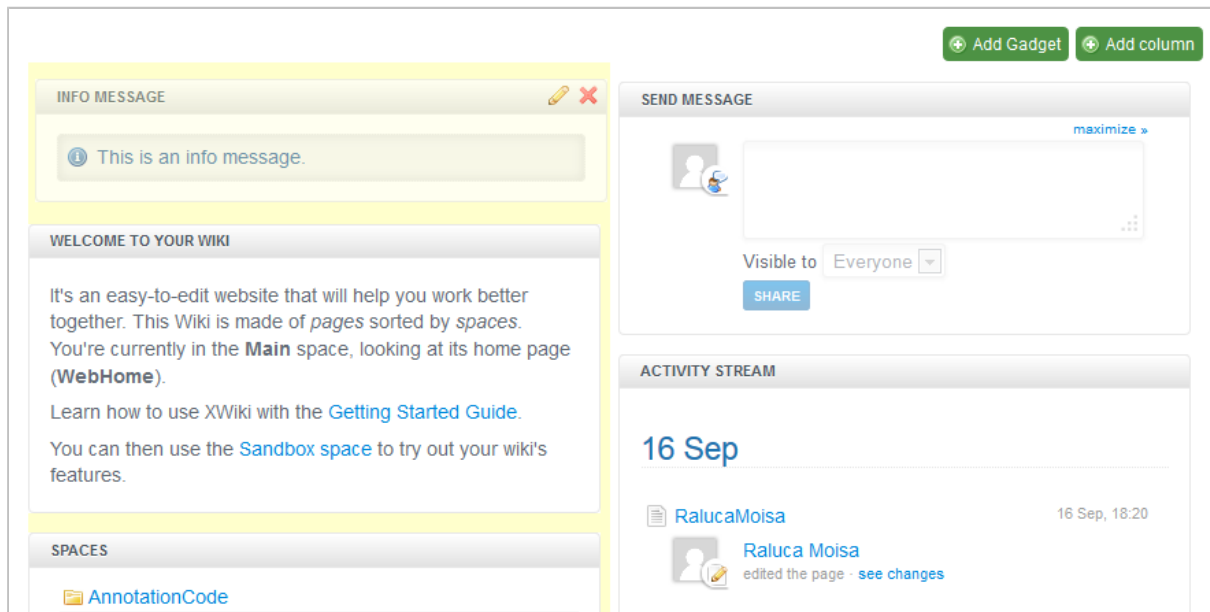 Add Gadget
Add column
INFO MESSAGE
This is an info message.
WELCOME TO YOUR WIKI
It's an easy-to-edit website that will help you work better
together. This Wiki is made of pages sorted by spaces.
You're currently in the Main space, looking at its home page
(WebHome).
Learn how to use XWiki with the Getting Started Guide.
You can then use the Sandbox space to try out your wiki's
features.
SPACES
AnnotationCode
SEND MESSAGE
maximize »
Visible to Everyone
SHARE
ACTIVITY STREAM
16 Sep
RalucaMoisa
16 Sep, 18:20
Raluca Moisa
edited the page · see changes